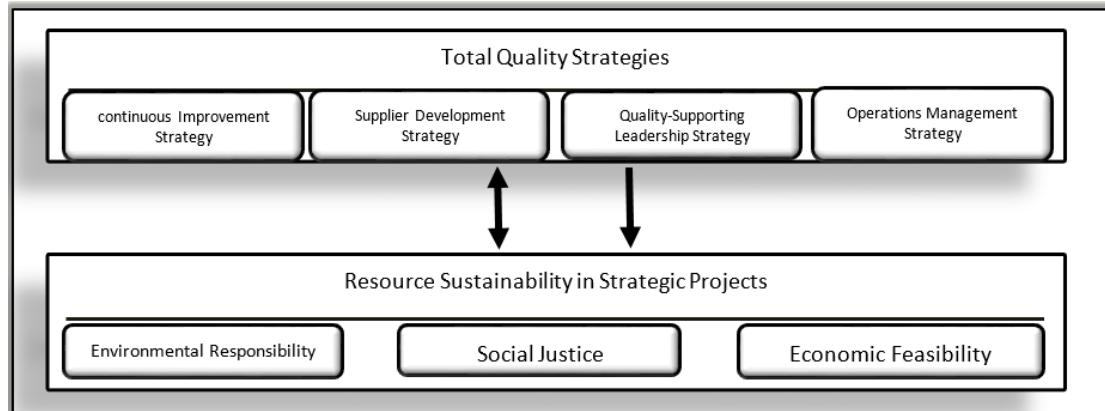 Total Quality Strategies
continuous Improvement
Strategy
Supplier Development
Strategy
Quality-Supporting
Leadership Strategy
Operations Management
Strategy
Resource Sustainability in Strategic Projects
Environmental Responsibility
Social Justice
Economic Feasibility